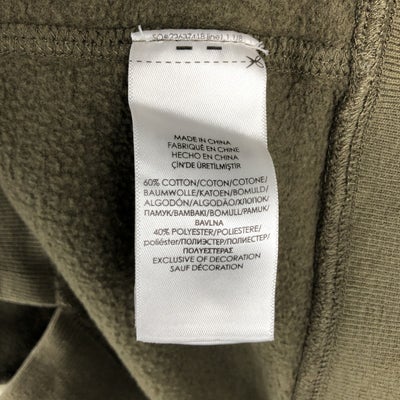 MADE IN CHINA
FABRIQUÉ EN CHINE
HECHO EN CHINA
ÇİN'DE ÜRETİLMİŞTİR
60% COTTON/COTON/COTONE/
BAUMWOLLE/KATOEN/BOMULD/
ALGODÓN/ALGODÃO/ХЛОПОК/
ПАМУК/BAMBAKI/BOMULL/PAMUK/
BAVLNA
40% POLYESTER/POLIESTERE/
poliéster/ПОЛИЭСТЕР/ПОЛИЕСТЕР/
ΠΟΛΥΕΣΤΕΡΑΣ
EXCLUSIVE OF DECORATION
SAUF DÉCORATION